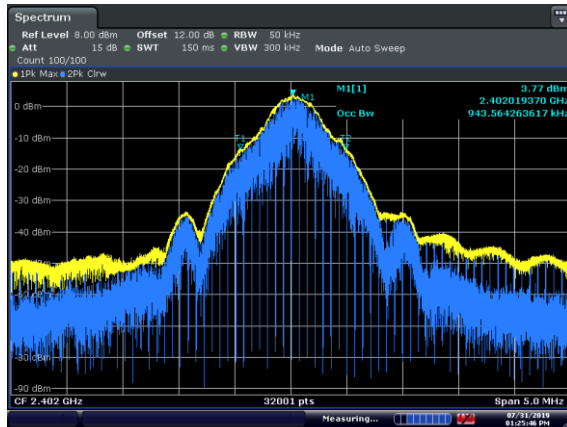 Spectrum
Ref Level 8.00 dBm Offset 12.00 dB RBW 50 kHz
Att 15 dB SWT 150 ms VBW 300 kHz Mode Auto Sweep
Count 100/100
1Pk Max 2Pk Clrw
M1[1] 3.77 dBm
2.402019370 GHz
Occ Bw 943.564263617 kHz
M1
0 dBm
T1 T2
-10 dBm
-20 dBm
-30 dBm
-40 dBm
-50 dBm
-90 dBm
CF 2.402 GHz 32001 pts Span 5.0 MHz
Measuring... 07/31/2019
01:25:46 PM